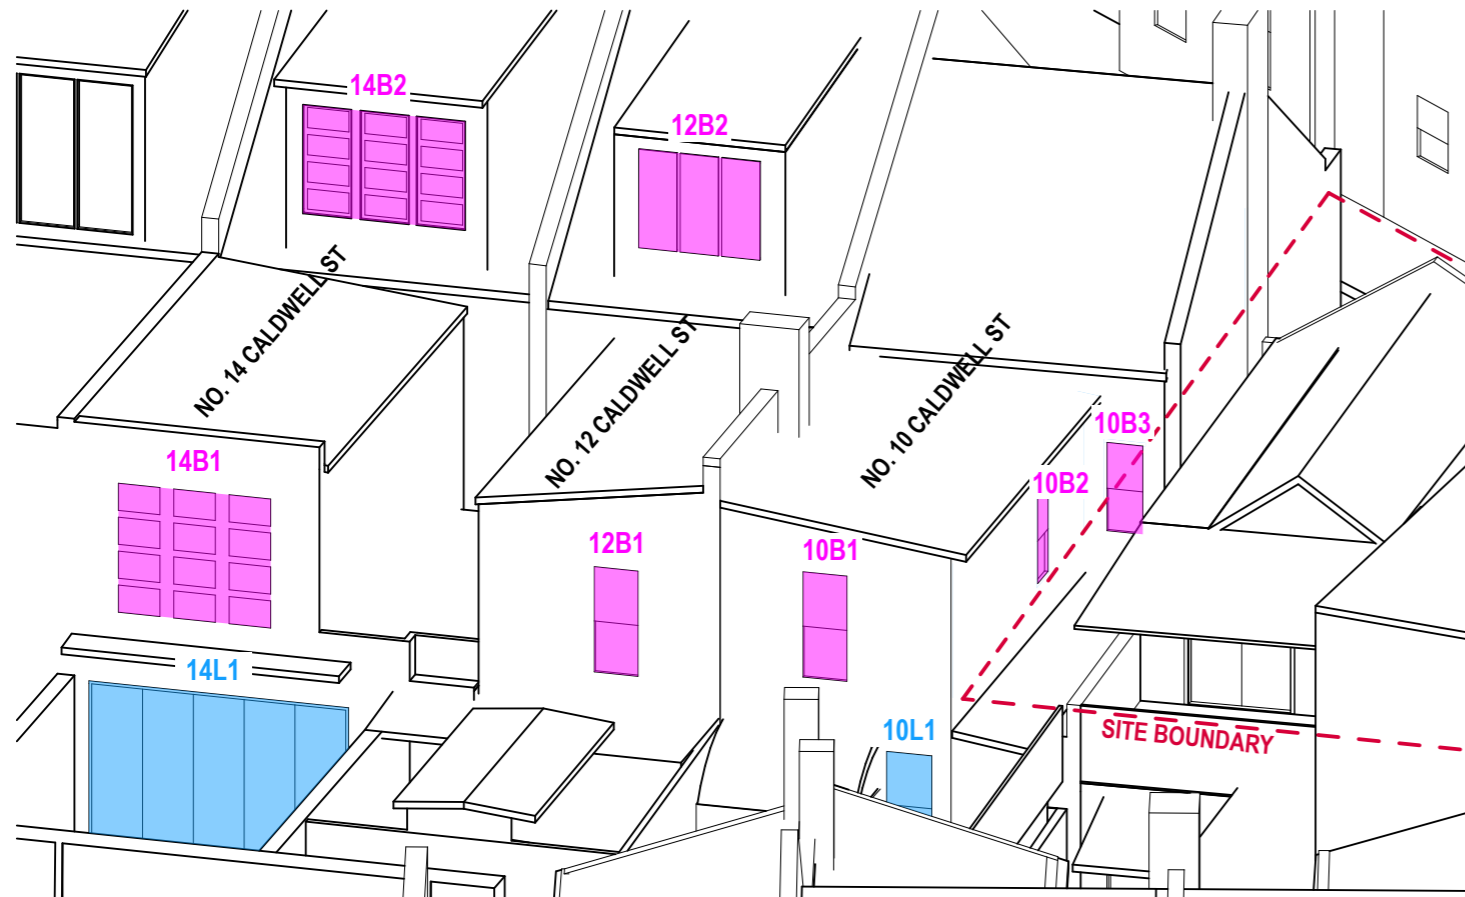 14B2
12B2
NO. 14 CALDWELL ST
NO. 12 CALDWELL ST
NO. 10 CALDWELL ST
10B3
14B1
10B2
12B1
10B1
14L1
10L1
SITE BOUNDARY